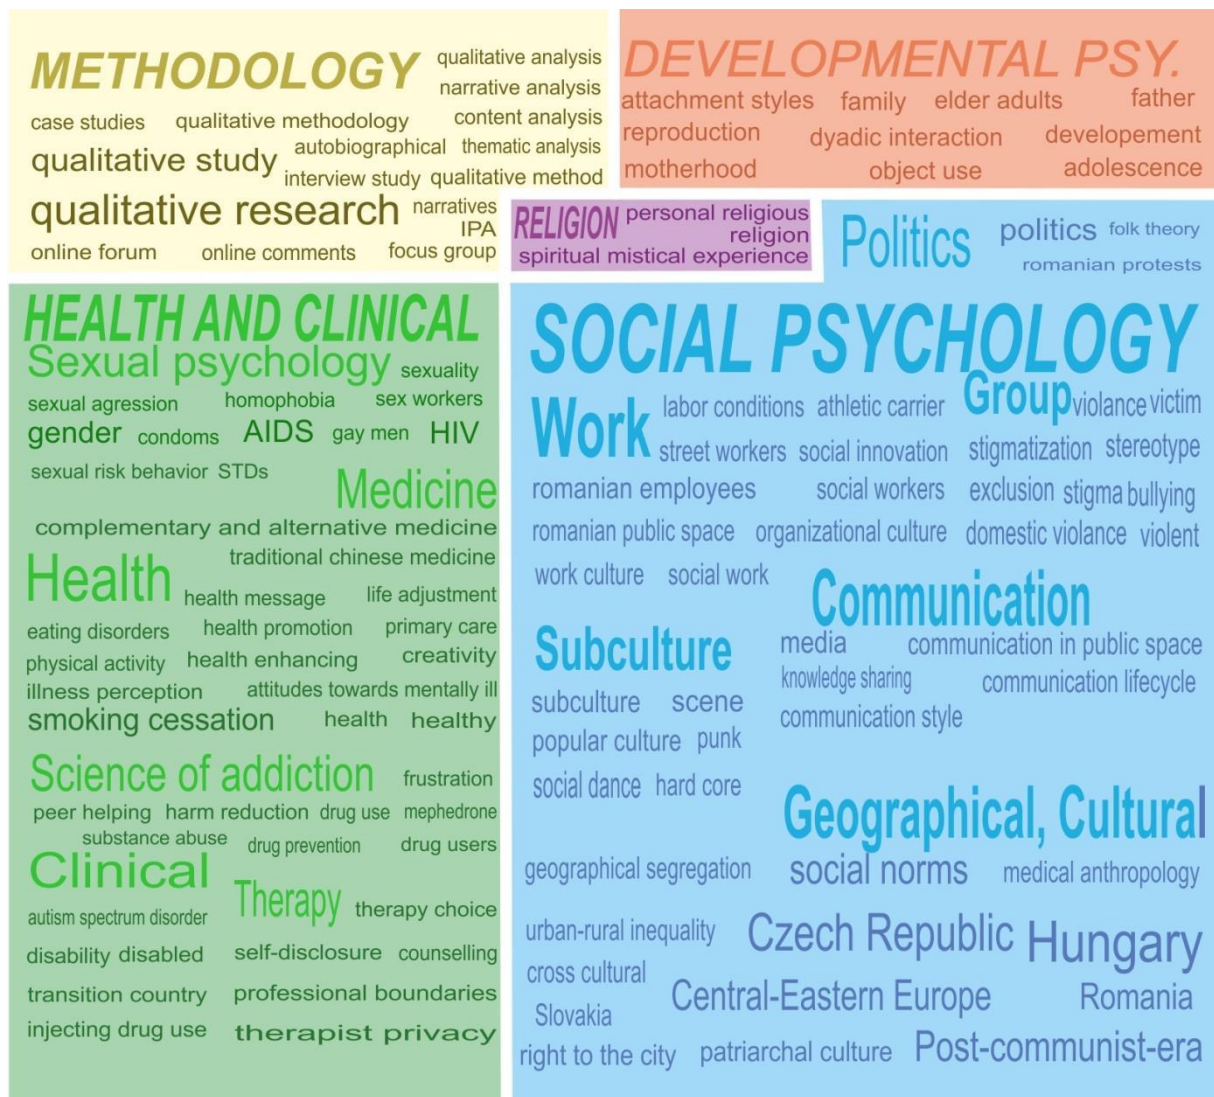 METHODOLOGY
qualitative analysis
narrative analysis
case studies qualitative methodology content analysis
qualitative study autobiographical thematic analysis
interview study qualitative method
qualitative research narratives
IPA
online forum online comments focus group
DEVELOPMENTAL PSY.
attachment styles family elder adults father
reproduction dyadic interaction developement
motherhood object use adolescence
RELIGION personal religious
religion
spiritual mistical experience
Politics politics folk theory
romanian protests
HEALTH AND CLINICAL
Sexual psychology sexuality
sexual agression homophobia sex workers
gender condoms AIDS gay men HIV
sexual risk behavior STDs
Medicine
complementary and alternative medicine
traditional chinese medicine
Health health message life adjustment
eating disorders health promotion primary care
physical activity health enhancing creativity
illness perception attitudes towards mentally ill
smoking cessation health healthy
Science of addiction frustration
peer helping harm reduction drug use mephedrone
substance abuse drug prevention drug users
Clinical
Therapy therapy choice
autism spectrum disorder
disability disabled self-disclosure counselling
transition country professional boundaries
injecting drug use therapist privacy
SOCIAL PSYCHOLOGY
Work labor conditions athletic carrier Group violance victim
street workers social innovation stigmatization stereotype
romanian employees social workers exclusion stigma bullying
romanian public space organizational culture domestic violance violent
work culture social work
Communication
Subculture media communication in public space
knowledge sharing communication lifecycle
subculture scene communication style
popular culture punk
social dance hard core
Geographical, Cultural
geographical segregation social norms medical anthropology
urban-rural inequality Czech Republic Hungary
cross cultural
Slovakia Central-Eastern Europe Romania
right to the city patriarchal culture Post-communist-era